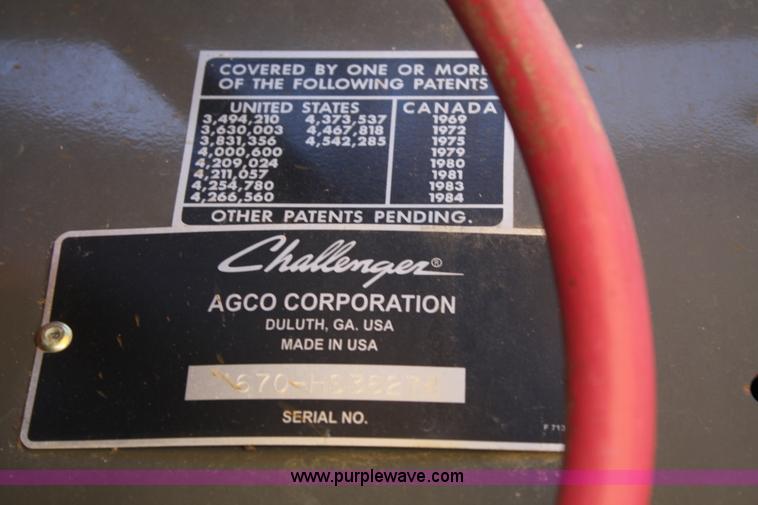 COVERED BY ONE OR MORE
OF THE FOLLOWING PATENTS
UNITED STATES CANADA
3,494,210 4,373,537 1969
3,630,003 4,467,818 1972
3,831,356 4,542,285 1975
4,000,600 1979
4,209,024 1980
4,211,057 1981
4,254,780 1983
4,266,560 1984
OTHER PATENTS PENDING.
Challenger®
AGCO CORPORATION
DULUTH, GA. USA
MADE IN USA
SERIAL NO.
F 713
www.purplewave.com